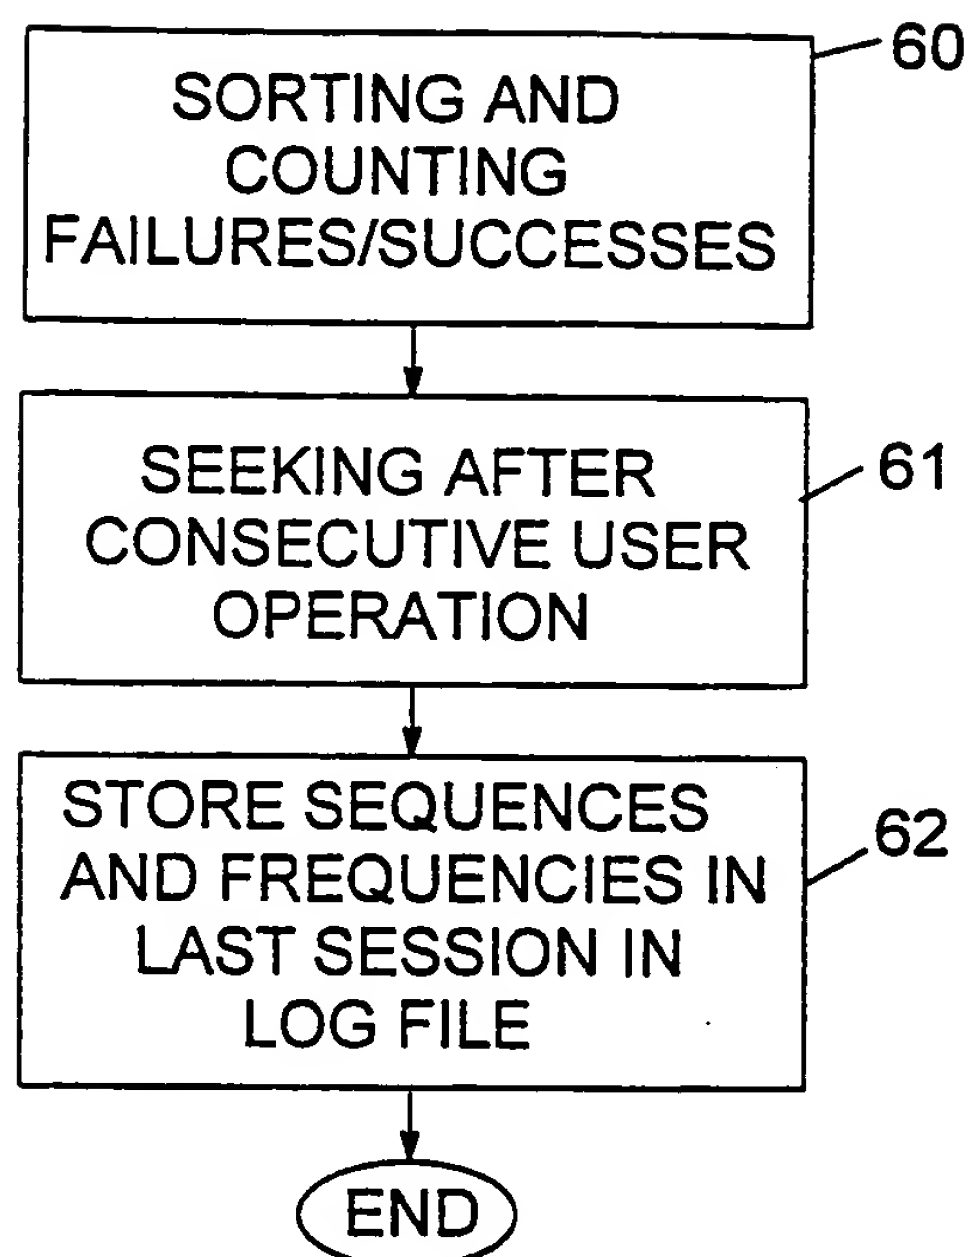 60
SORTING AND
COUNTING
FAILURES/SUCCESSES
61
SEEKING AFTER
CONSECUTIVE USER
OPERATION
62
STORE SEQUENCES
AND FREQUENCIES IN
LAST SESSION IN
LOG FILE
END